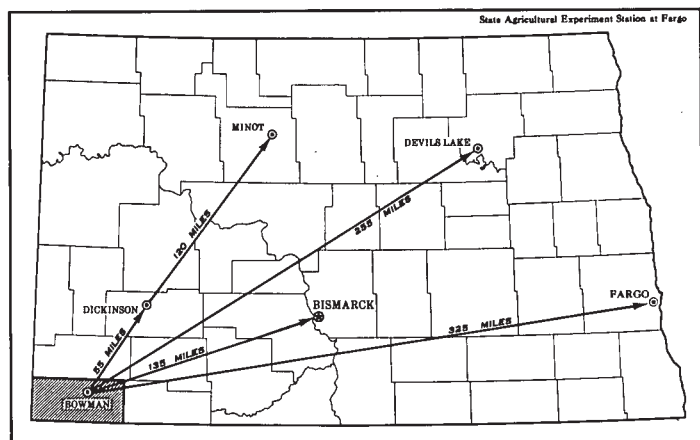 State Agricultural Experiment Station at Fargo
MINOT
DEVILS LAKE
120 MILES
255 MILES
DICKINSON
BISMARCK
FARGO
55 MILES
135 MILES
325 MILES
BOWMAN